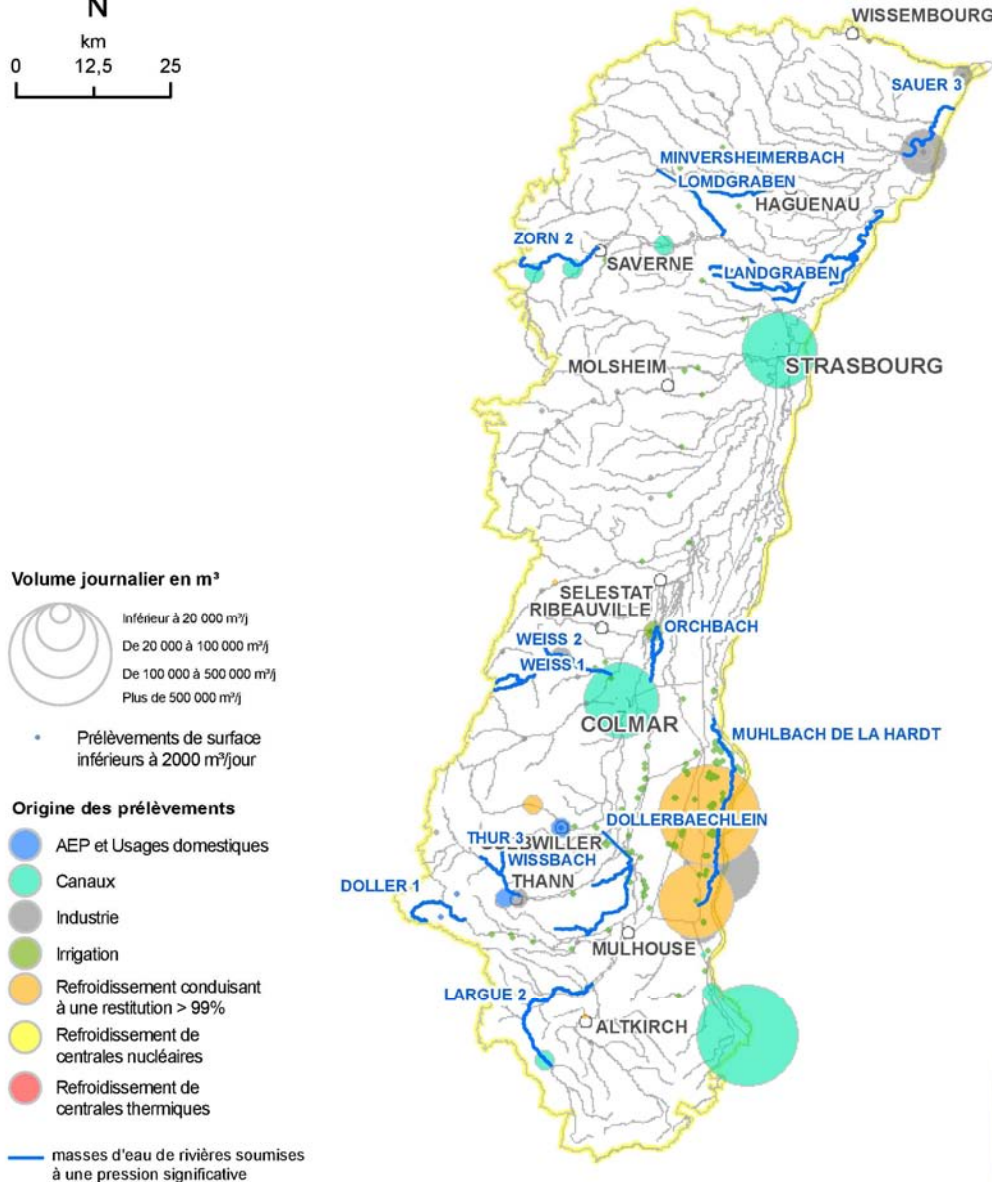 N
km
0 12,5 25
WISSEMBOURG
SAUER 3
MINVERSHEIMERBACH
LOMDGRABEN
HAGUENAU
ZORN 2
SAVERNE
LANDGRABEN
STRASBOURG
MOLSHEIM
SELESTAT
RIBEAUVILLE
ORCHBACH
WEISS 2
WEISS 1
COLMAR
MUHLBACH DE LA HARDT
DOLLERBAECHLEIN
THUR 3
WISSBACH
THANN
DOLLER 1
MULHOUSE
LARGUE 2
ALTKIRCH
Volume journalier en m³
Inférieur à 20 000 m³/j
De 20 000 à 100 000 m³/j
De 100 000 à 500 000 m³/j
Plus de 500 000 m³/j
Prélèvements de surface
inférieurs à 2000 m³/jour
Origine des prélèvements
AEP et Usages domestiques
Canaux
Industrie
Irrigation
Refroidissement conduisant
à une restitution > 99%
Refroidissement de
centrales nucléaires
Refroidissement de
centrales thermiques
masses d'eau de rivières soumises
à une pression significative